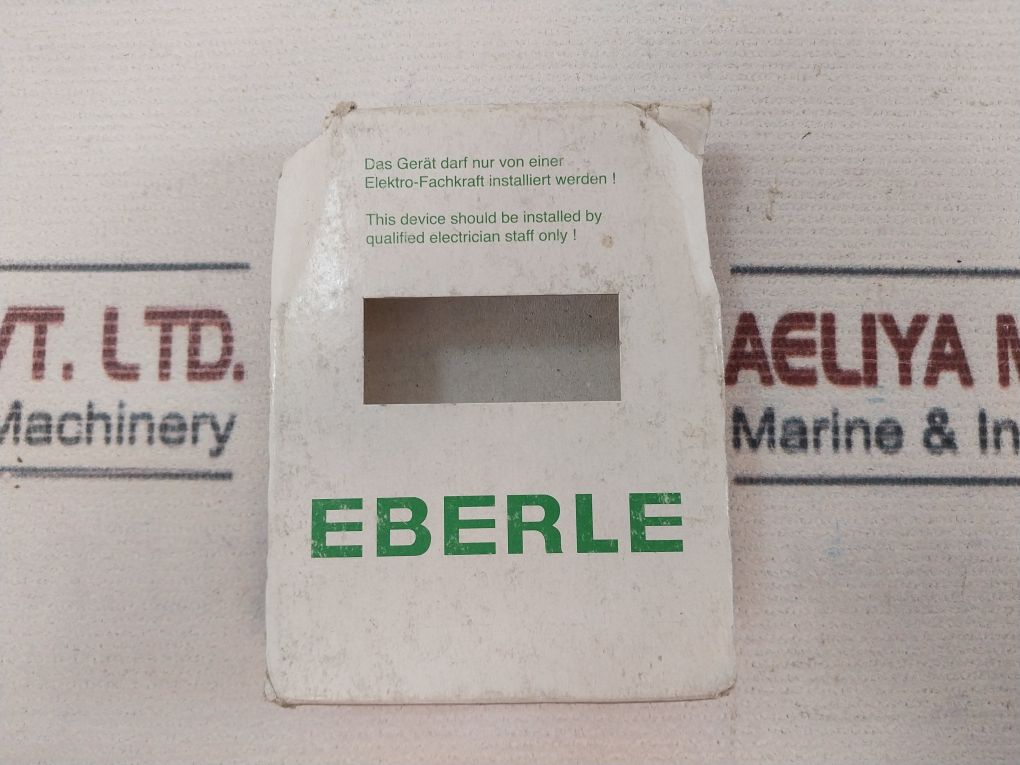 Das Gerät darf nur von einer
Elektro-Fachkraft installiert werden !
This device should be installed by
qualified electrician staff only !
EBERLE
VT. LTD.
Machinery
AELIYA M
Marine & In